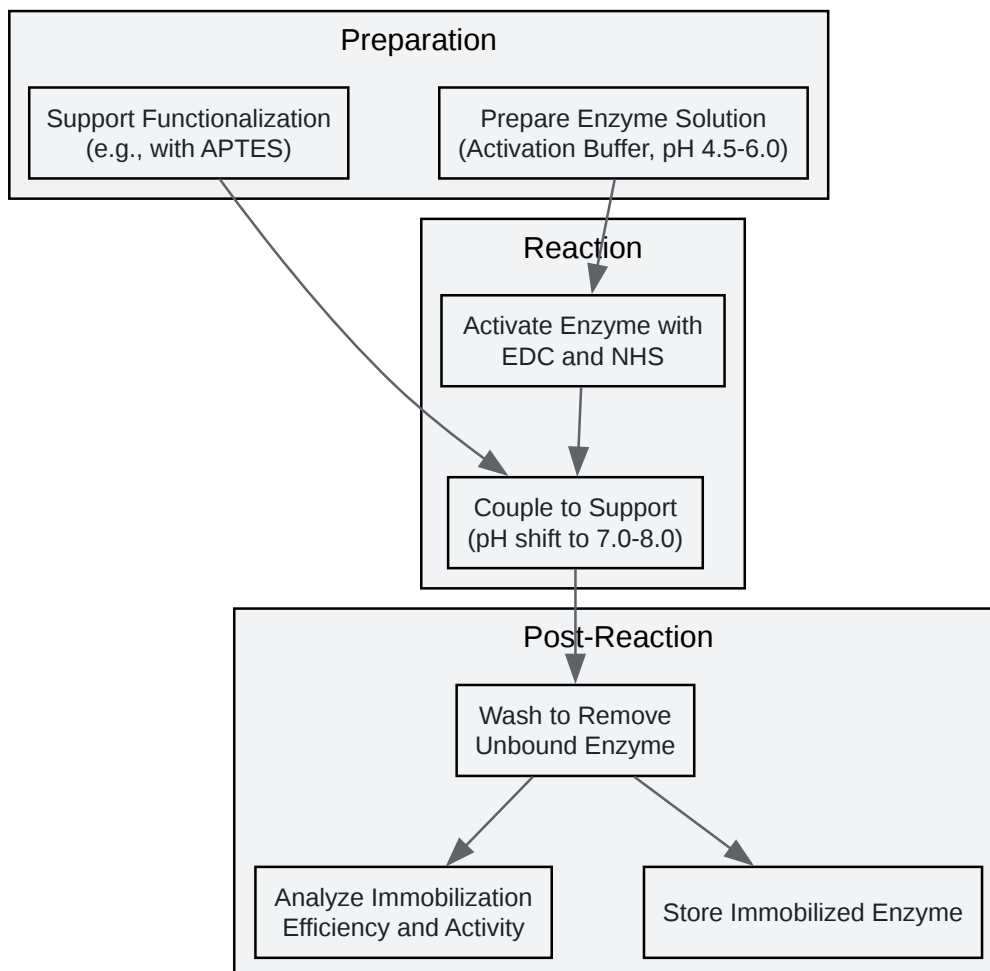 Preparation
Support Functionalization
(e.g., with APTES)
Prepare Enzyme Solution
(Activation Buffer, pH 4.5-6.0)
Reaction
Activate Enzyme with
EDC and NHS
Couple to Support
(pH shift to 7.0-8.0)
Post-Reaction
Wash to Remove
Unbound Enzyme
Analyze Immobilization
Efficiency and Activity
Store Immobilized Enzyme